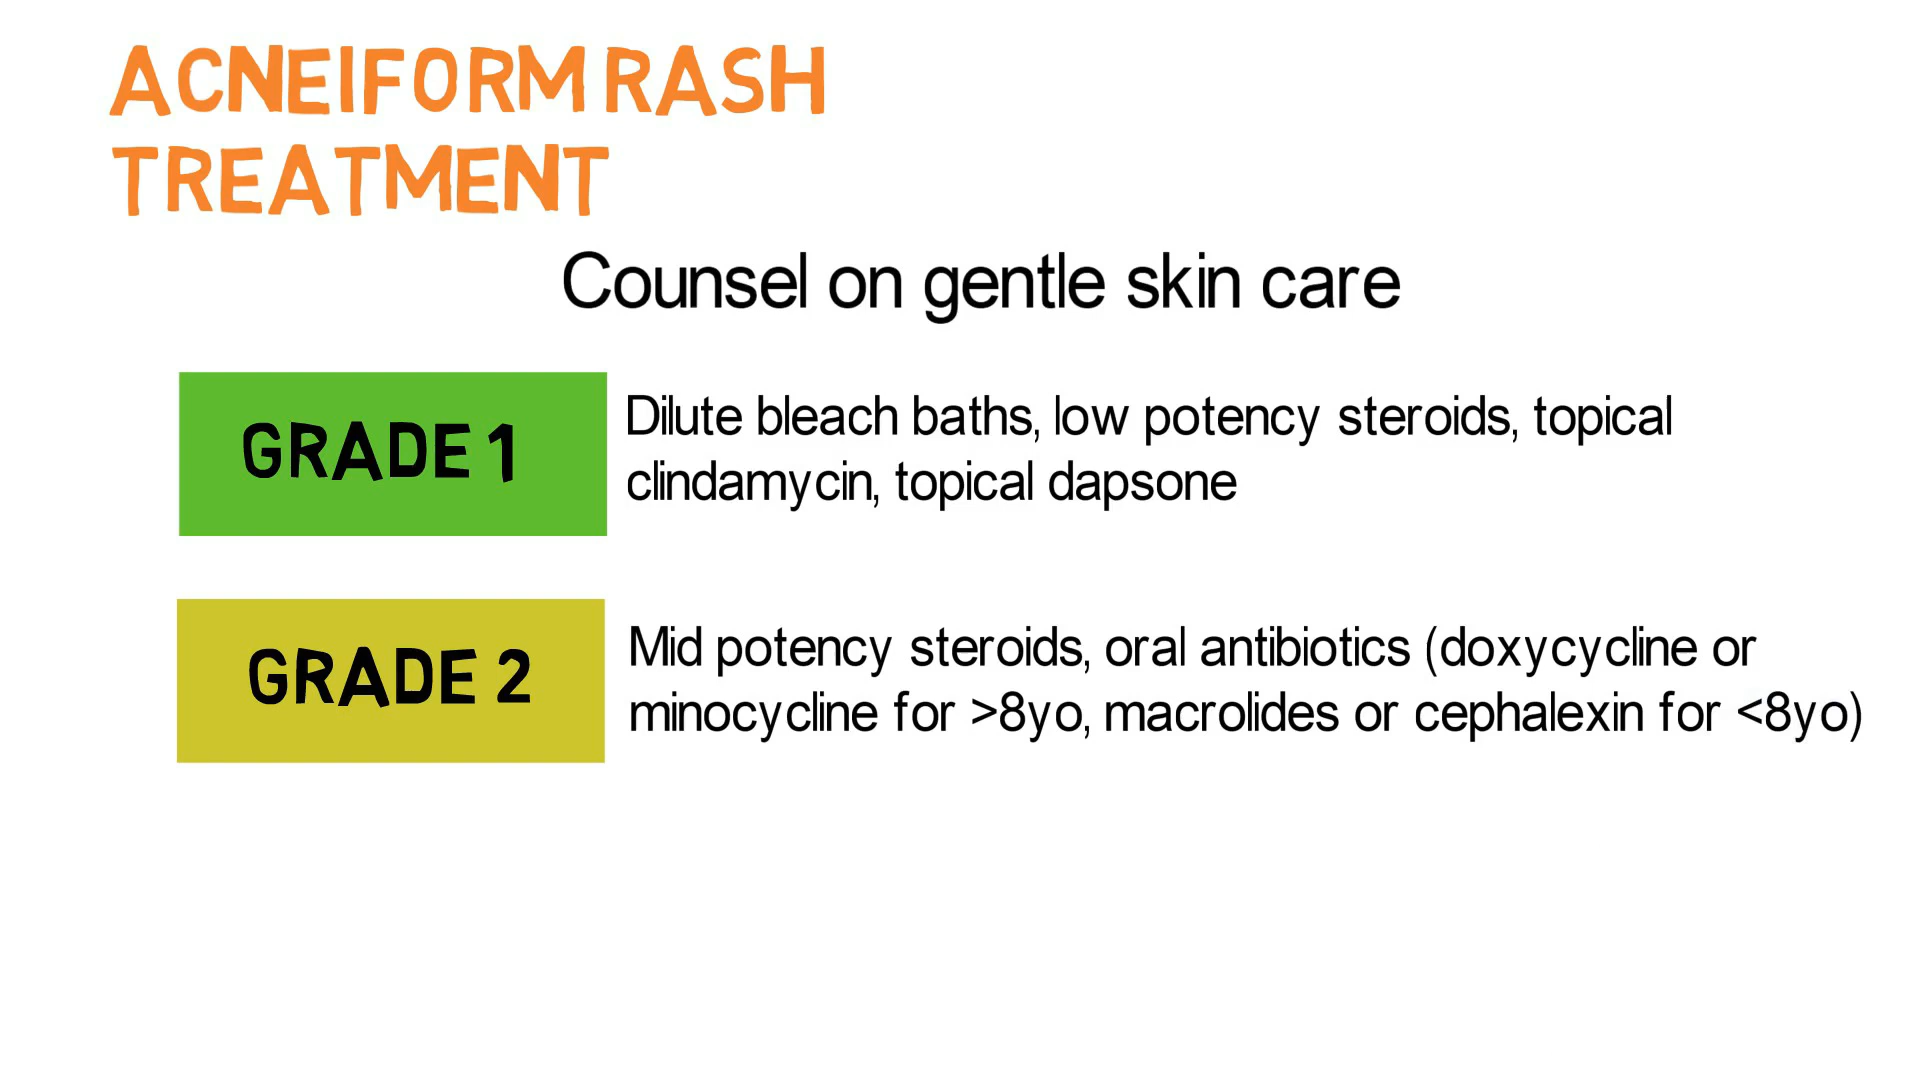 ACNEIFORM RASH
TREATMENT
Counsel on gentle skin care
GRADE 1
Dilute bleach baths, low potency steroids, topical
clindamycin, topical dapsone
GRADE 2
Mid potency steroids, oral antibiotics (doxycycline or
minocycline for >8yo, macrolides or cephalexin for <8yo)